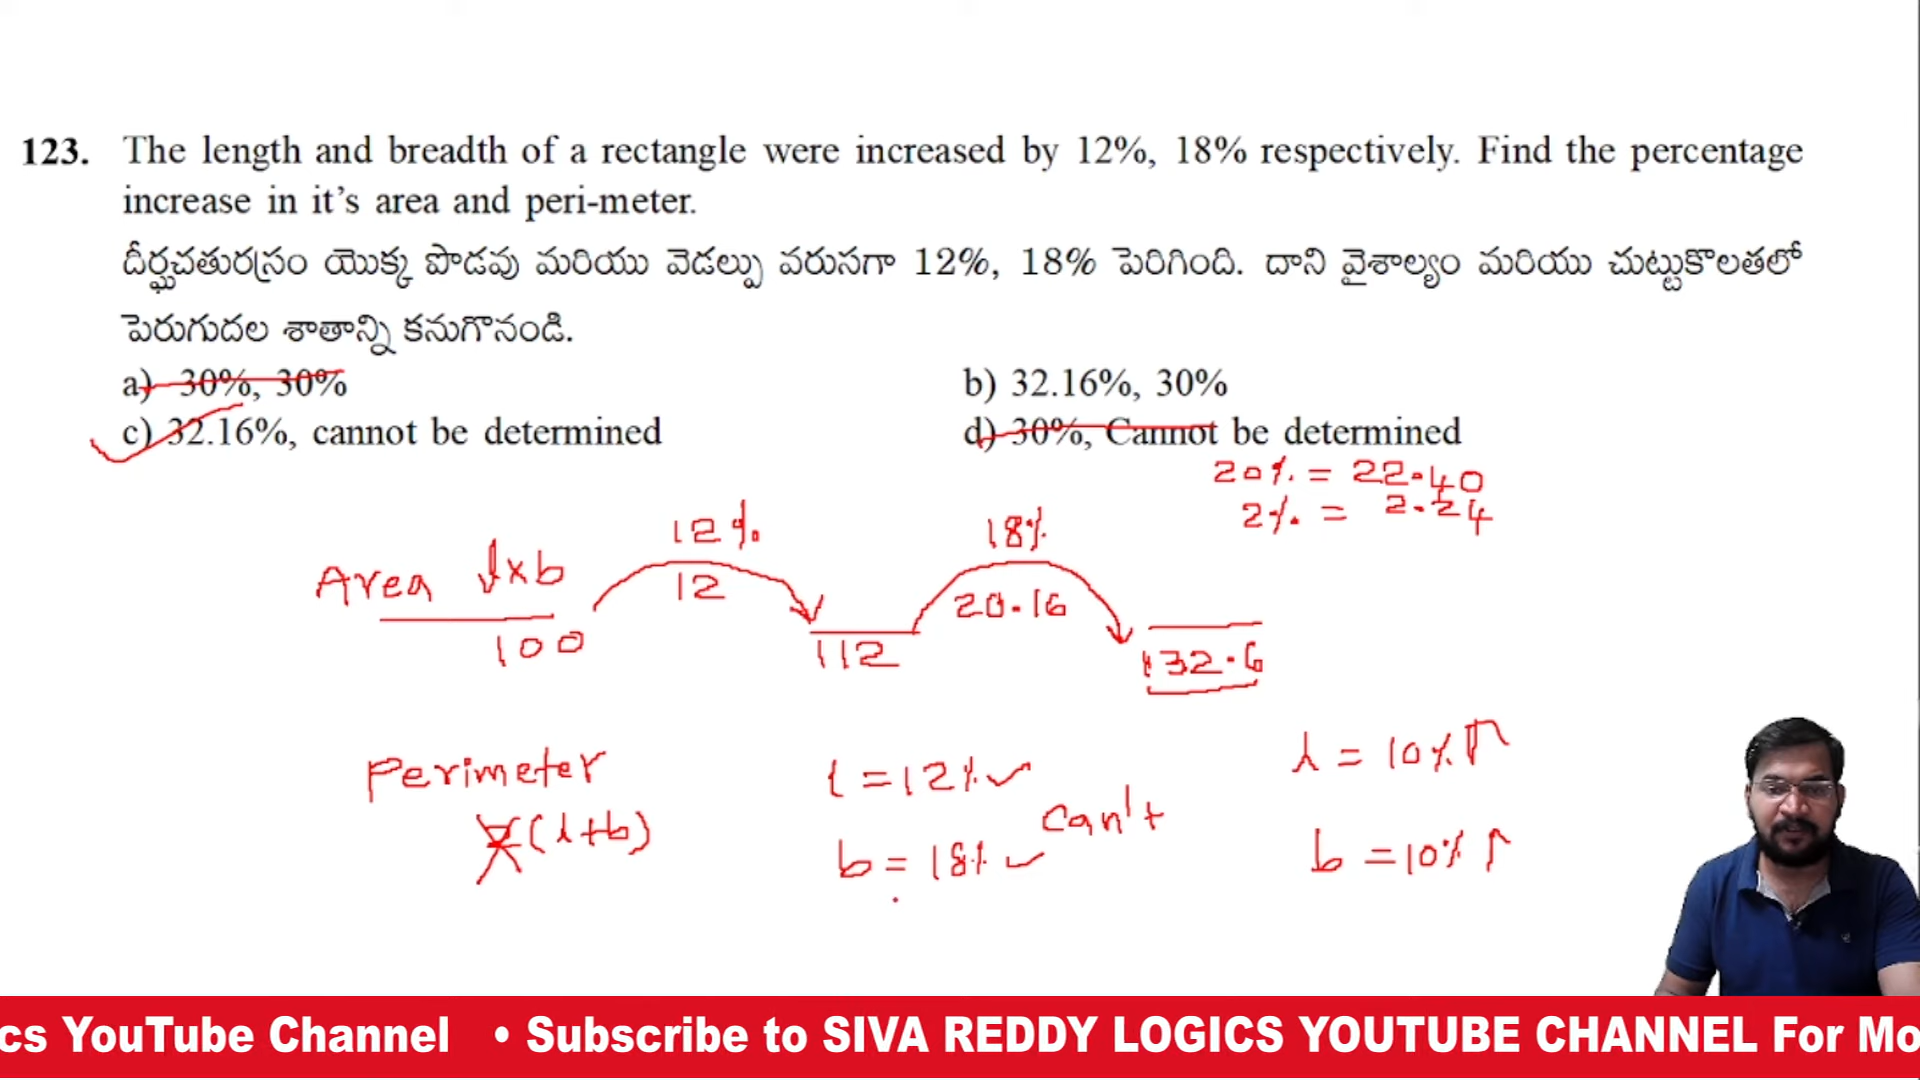 123. The length and breadth of a rectangle were increased by 12%, 18% respectively. Find the percentage
increase in it's area and peri-meter.
దీర్ఘచతురస్రం యొక్క పొడవు మరియు వెడల్పు వరుసగా 12%, 18% పెరిగింది. దాని వైశాల్యం మరియు చుట్టుకొలతలో
పెరుగుదల శాతాన్ని కనుగొనండి.
a) 30%, 30%
b) 32.16%, 30%
c) 32.16%, cannot be determined
d) 30%, Cannot be determined
20% = 22.40
2% = 2.24
12%
18%
Area l×b
12
20.16
100
112
132.6
Perimeter
l = 12%
l = 10% ↑
2(l+b)
can't
b = 18%
b = 10% ↑
cs YouTube Channel • Subscribe to SIVA REDDY LOGICS YOUTUBE CHANNEL For Mo